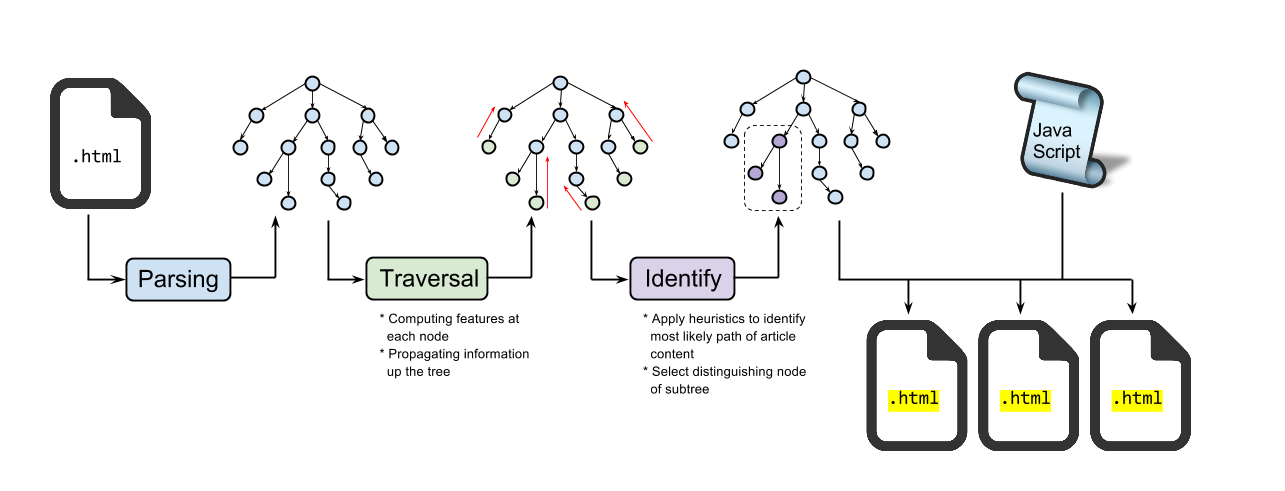 .html
Java
Script
Parsing
Traversal
Identify
* Computing features at
each node
* Propagating information
up the tree
* Apply heuristics to identify
most likely path of article
content
* Select distinguishing node
of subtree
.html
.html
.html